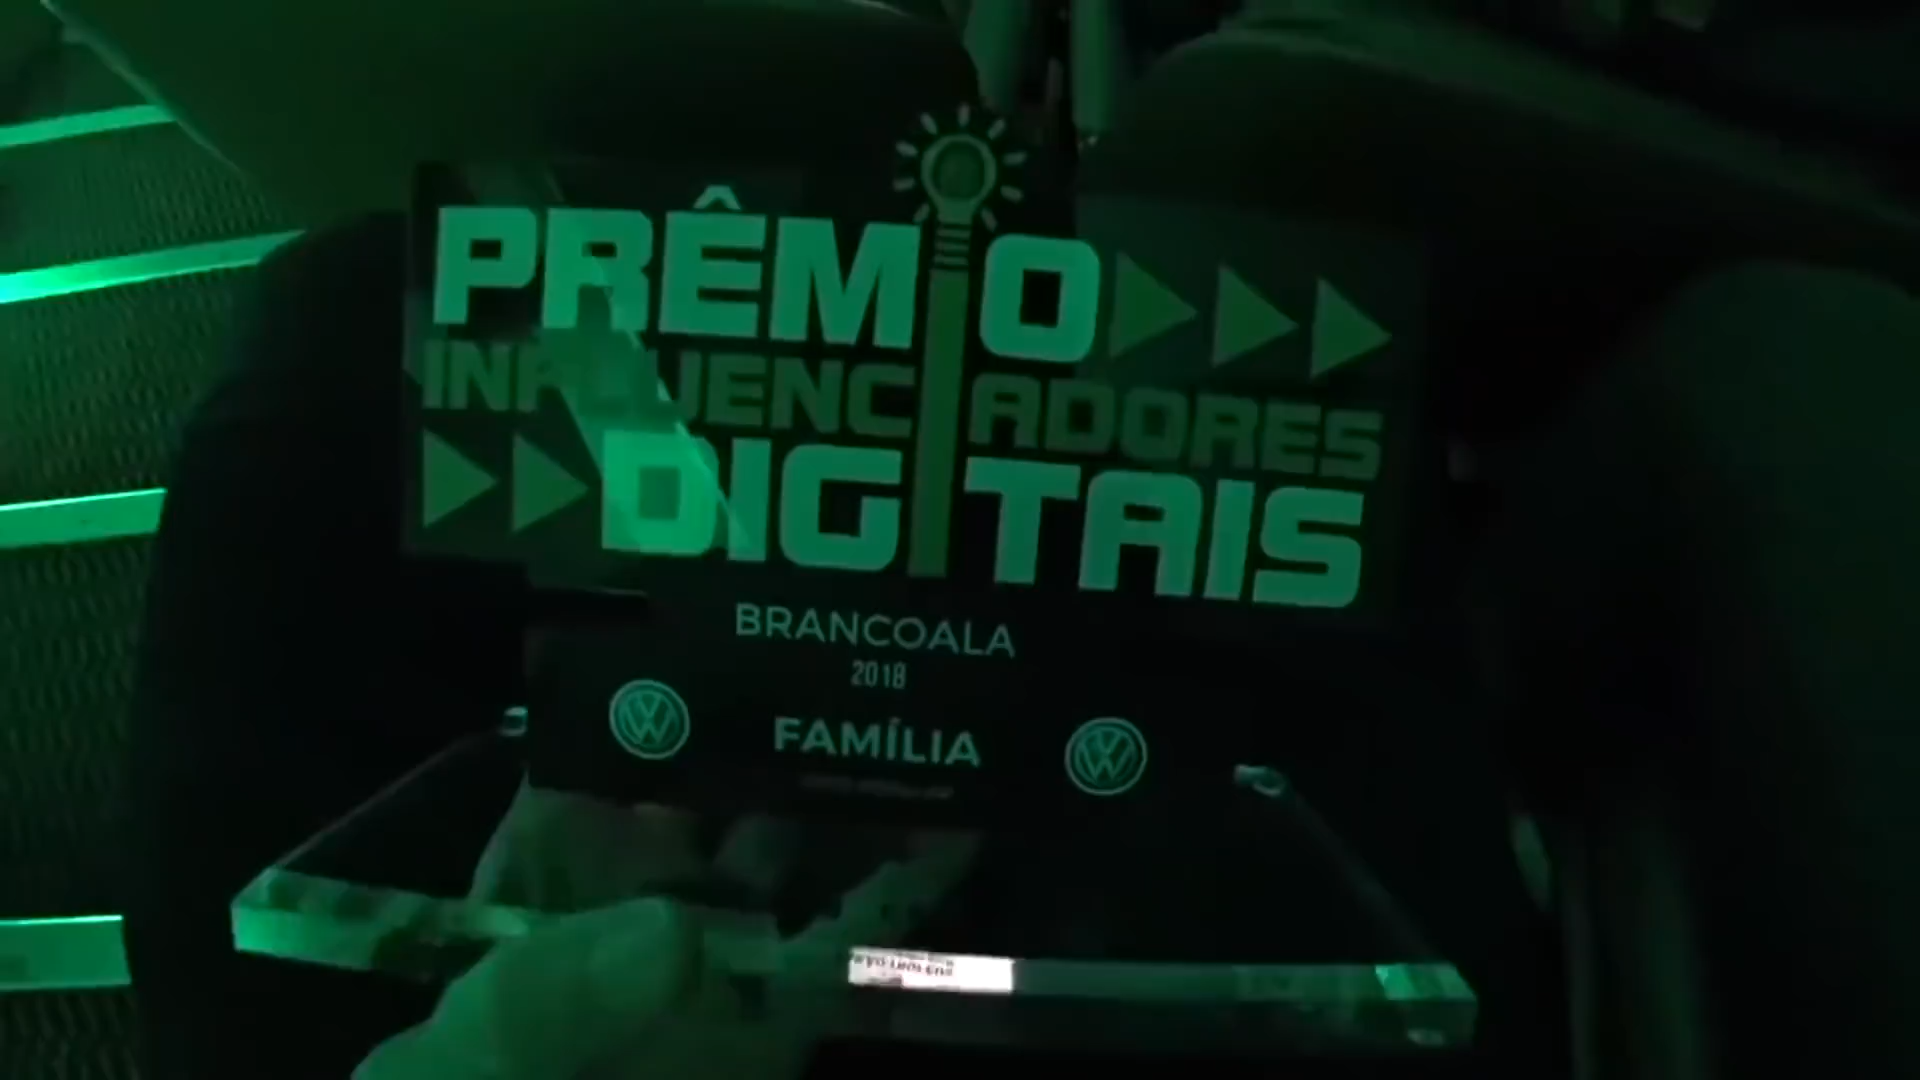 PRÊMIO
INFLUENCIADORES
DIGITAIS
BRANCOALA
2018
FAMÍLIA